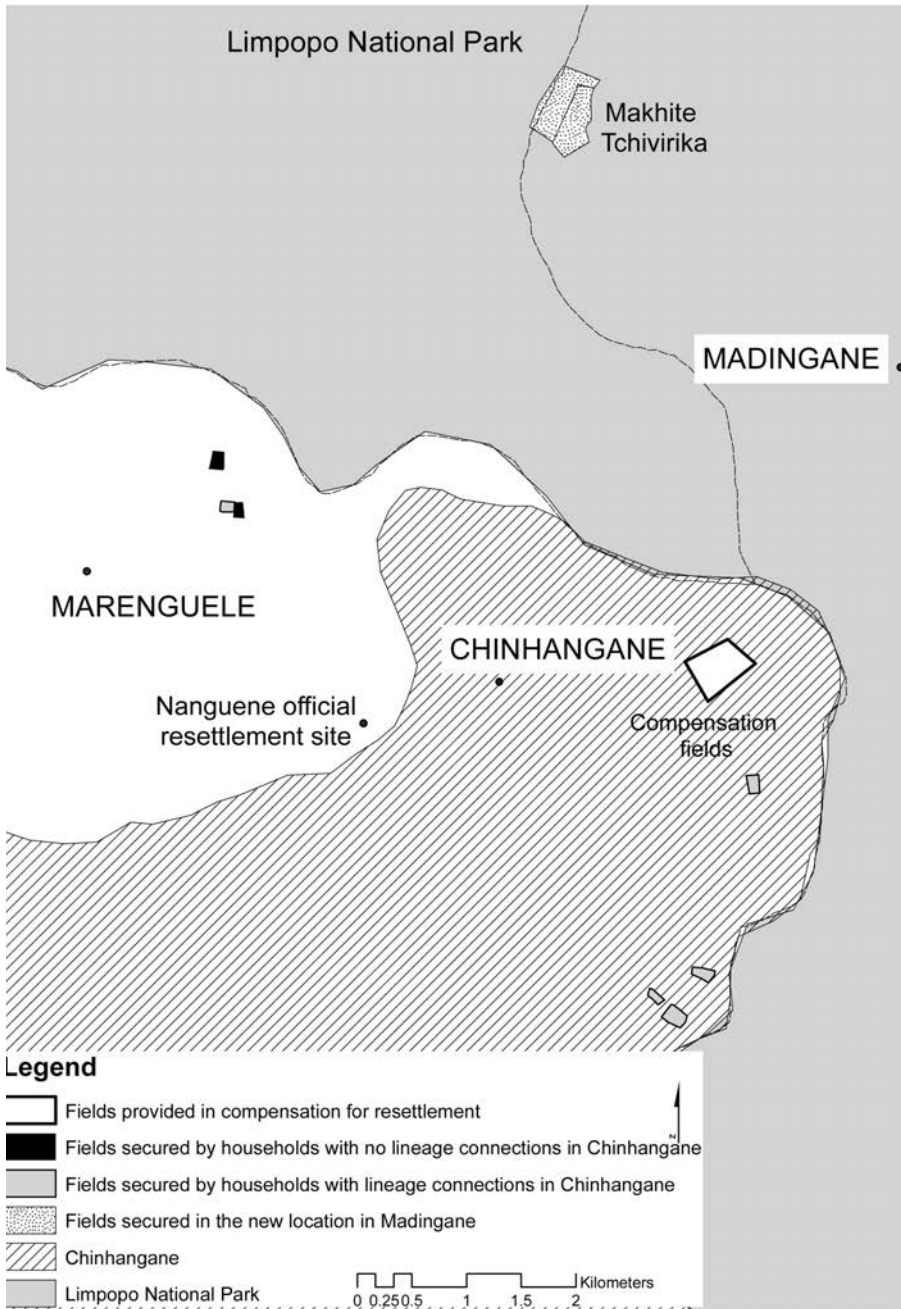 Limpopo National Park
Makhite
Tchivirika
MADINGANE
MARENGUELE
CHINHANGANE
Nanguene official
resettlement site
Compensation
fields
Legend
Fields provided in compensation for resettlement
Fields secured by households with no lineage connections in Chinhangane
Fields secured by households with lineage connections in Chinhangane
Fields secured in the new location in Madingane
Chinhangane
Limpopo National Park
N
Kilometers
0 0.25 0.5 1 1.5 2